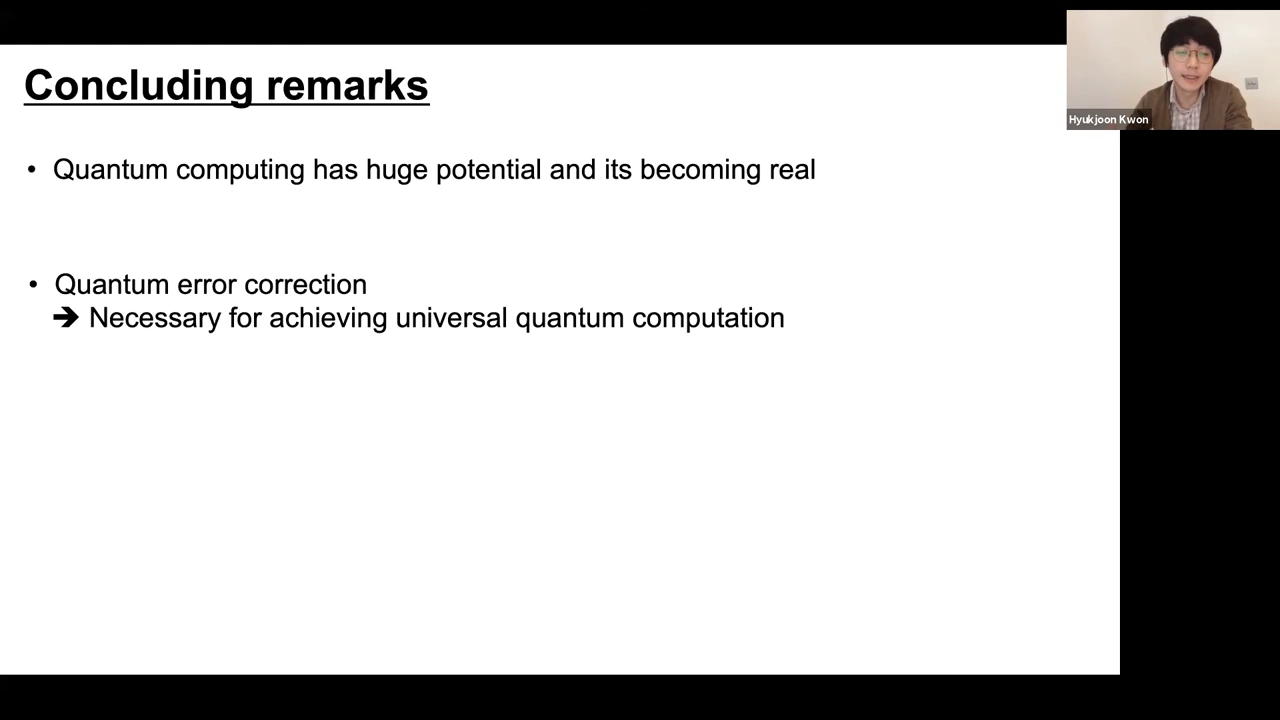 Concluding remarks
• Quantum computing has huge potential and its becoming real
• Quantum error correction
➔ Necessary for achieving universal quantum computation
Hyukjoon Kwon